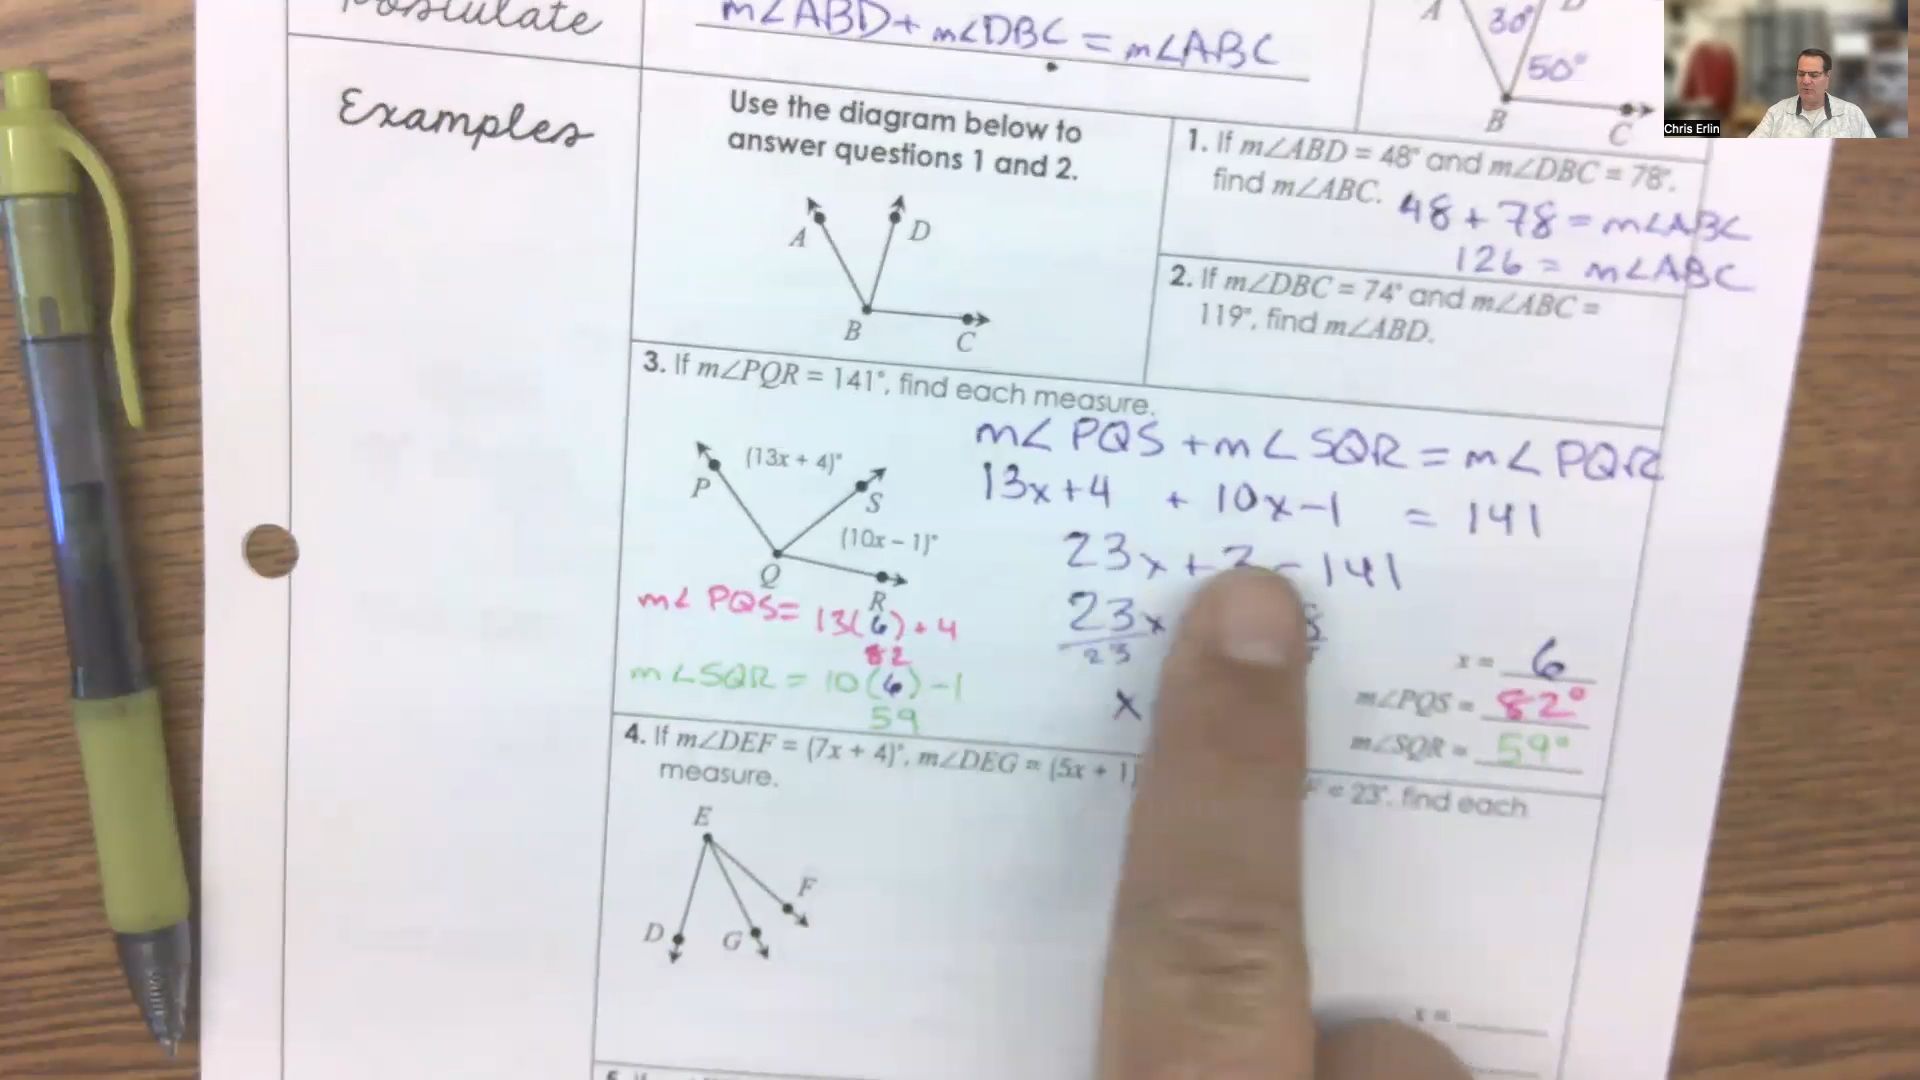 Postulate
m∠ABD + m∠DBC = m∠ABC
A
30°
D
50°
B
C
Chris Erlin
Examples
Use the diagram below to
answer questions 1 and 2.
A
D
B
C
1. If m∠ABD = 48° and m∠DBC = 78°,
find m∠ABC.
48 + 78 = m∠ABC
126 = m∠ABC
2. If m∠DBC = 74° and m∠ABC =
119°, find m∠ABD.
3. If m∠PQR = 141°, find each measure.
m∠PQS + m∠SQR = m∠PQR
13x+4 + 10x-1 = 141
23x + 3 = 141
23x
23
x
P
(13x + 4)°
S
(10x – 1)°
Q
R
m∠PQS = 13(6)+4
82
m∠SQR = 10(6)-1
59
x = 6
m∠PQS = 82°
m∠SQR = 59°
4. If m∠DEF = (7x + 4)°, m∠DEG = (5x + 1) = 23°, find each
measure.
E
F
D
G
x =